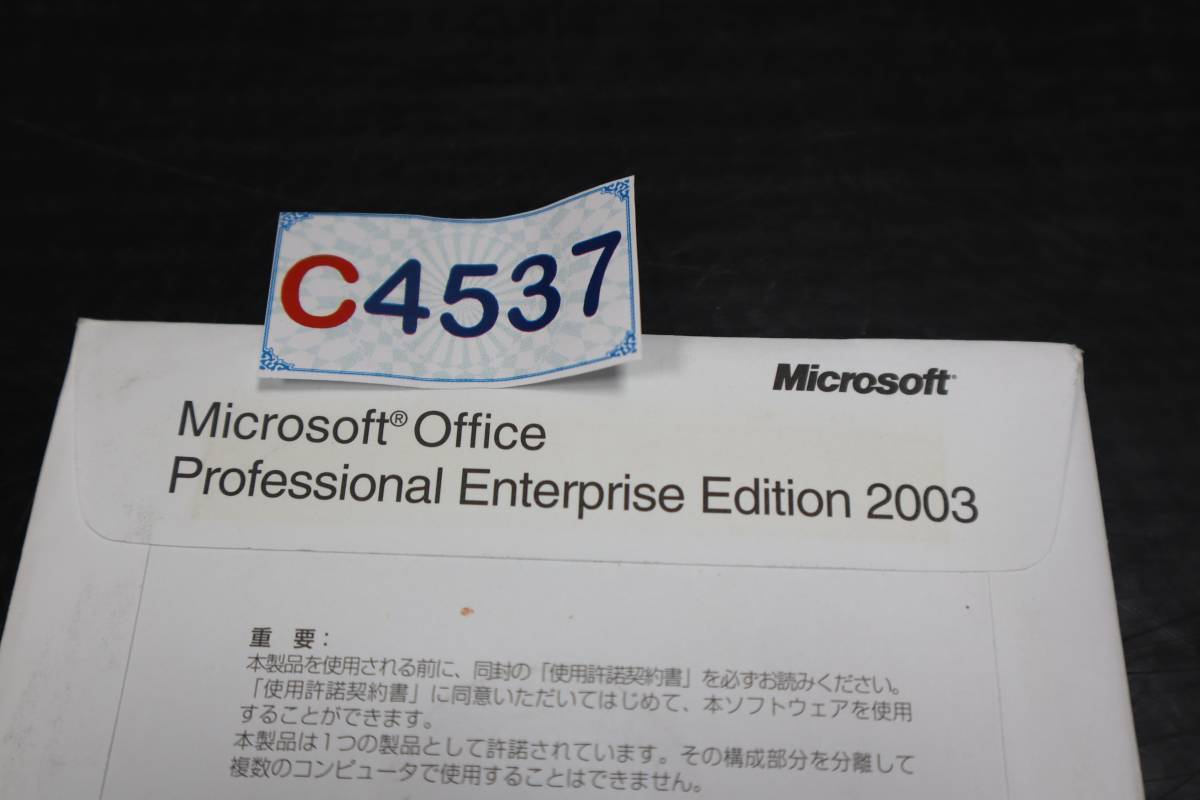 C4537
Microsoft
Microsoft® Office
Professional Enterprise Edition 2003
重　要：
本製品を使用される前に、同封の「使用許諾契約書」を必ずお読みください。
「使用許諾契約書」に同意いただいてはじめて、本ソフトウェアを使用
することができます。
本製品は1つの製品として許諾されています。その構成部分を分離して
複数のコンピュータで使用することはできません。